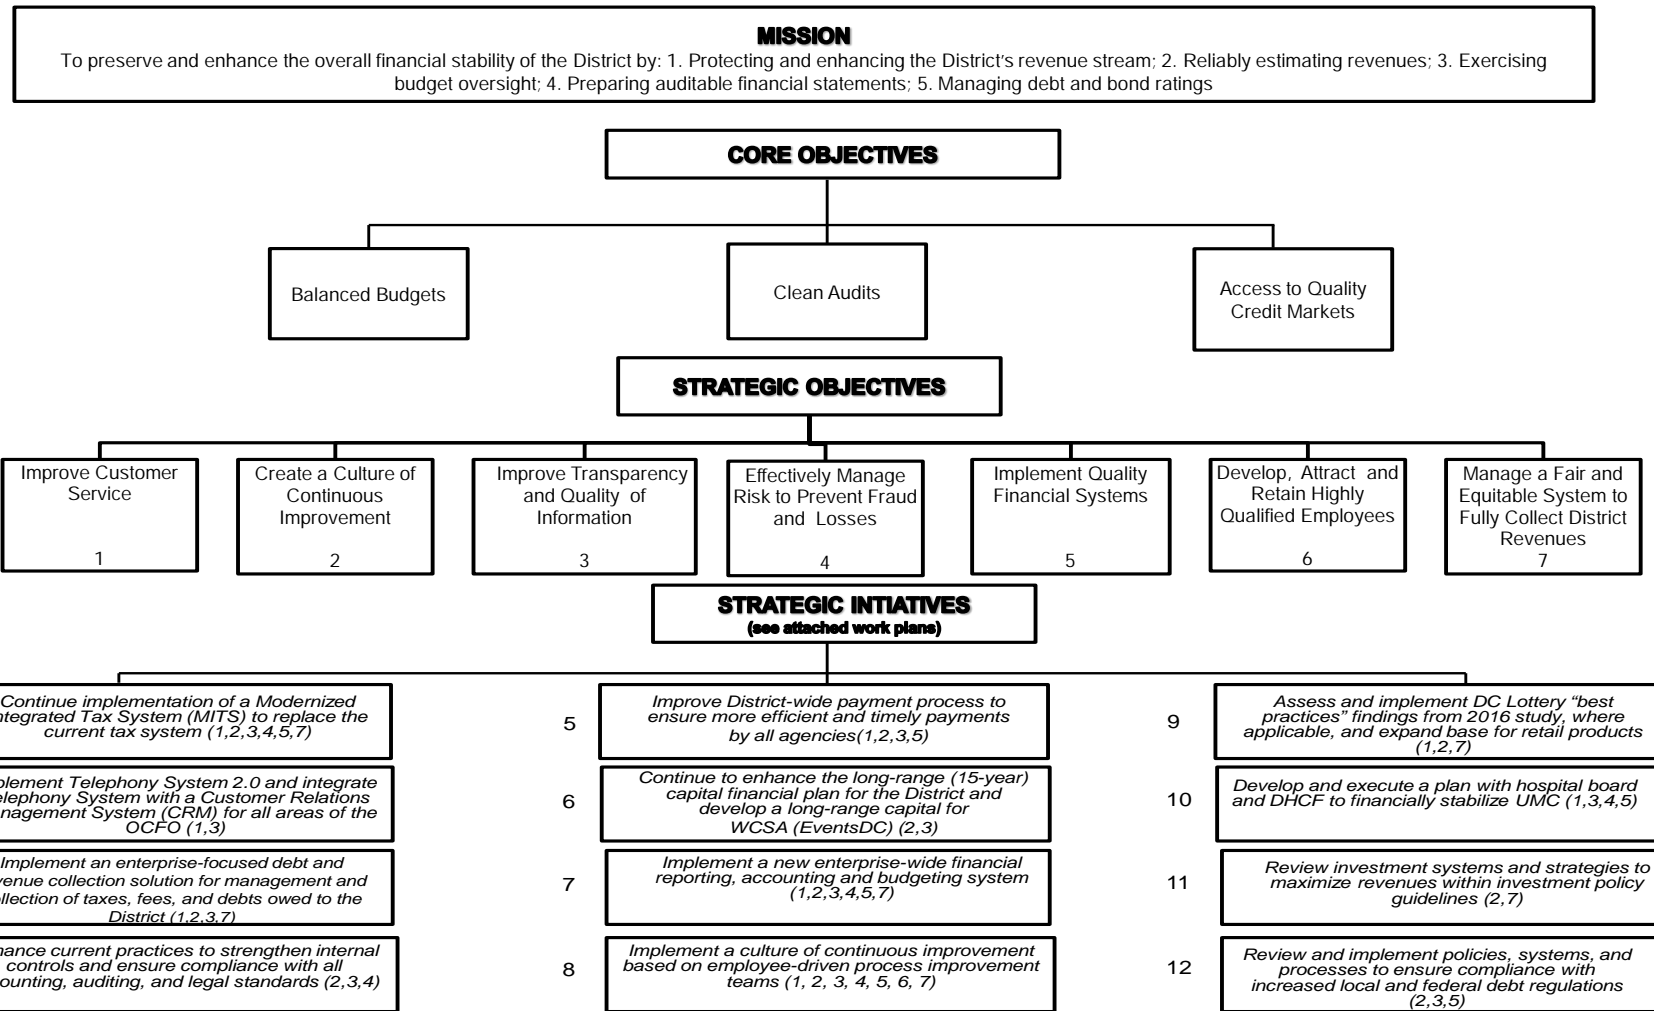 MISSION
To preserve and enhance the overall financial stability of the District by: 1. Protecting and enhancing the District's revenue stream; 2. Reliably estimating revenues; 3. Exercising
budget oversight; 4. Preparing auditable financial statements; 5. Managing debt and bond ratings
CORE OBJECTIVES
Balanced Budgets
Clean Audits
Access to Quality
Credit Markets
STRATEGIC OBJECTIVES
Improve Customer
Service
1
Create a Culture of
Continuous
Improvement
2
Improve Transparency
and Quality of
Information
3
Effectively Manage
Risk to Prevent Fraud
and Losses
4
Implement Quality
Financial Systems
5
Develop, Attract and
Retain Highly
Qualified Employees
6
Manage a Fair and
Equitable System to
Fully Collect District
Revenues
7
STRATEGIC INTIATIVES
(see attached work plans)
Continue implementation of a Modernized
ntegrated Tax System (MITS) to replace the
current tax system (1,2,3,4,5,7)
plement Telephony System 2.0 and integrate
elephony System with a Customer Relations
nagement System (CRM) for all areas of the
OCFO (1,3)
Implement an enterprise-focused debt and
venue collection solution for management and
llection of taxes, fees, and debts owed to the
District (1,2,3,7)
hance current practices to strengthen internal
controls and ensure compliance with all
ounting, auditing, and legal standards (2,3,4)
5
Improve District-wide payment process to
ensure more efficient and timely payments
by all agencies(1,2,3,5)
6
Continue to enhance the long-range (15-year)
capital financial plan for the District and
develop a long-range capital for
WCSA (EventsDC) (2,3)
7
Implement a new enterprise-wide financial
reporting, accounting and budgeting system
(1,2,3,4,5,7)
8
Implement a culture of continuous improvement
based on employee-driven process improvement
teams (1, 2, 3, 4, 5, 6, 7)
9
Assess and implement DC Lottery “best
practices” findings from 2016 study, where
applicable, and expand base for retail products
(1,2,7)
10
Develop and execute a plan with hospital board
and DHCF to financially stabilize UMC (1,3,4,5)
11
Review investment systems and strategies to
maximize revenues within investment policy
guidelines (2,7)
12
Review and implement policies, systems, and
processes to ensure compliance with
increased local and federal debt regulations
(2,3,5)